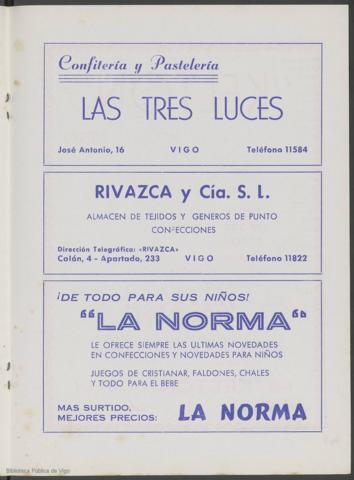 Confitería y Pastelería
LAS TRES LUCES
José Antonio, 16 VIGO Teléfono 11584
RIVAZCA y Cía. S. L.
ALMACEN DE TEJIDOS Y GENEROS DE PUNTO
CONFECCIONES
Dirección Telegráfica: «RIVAZCA»
Colón, 4 - Apartado, 233 VIGO Teléfono 11822
¡DE TODO PARA SUS NIÑOS!
"LA NORMA"
LE OFRECE SIEMPRE LAS ULTIMAS NOVEDADES
EN CONFECCIONES Y NOVEDADES PARA NIÑOS
JUEGOS DE CRISTIANAR, FALDONES, CHALES
Y TODO PARA EL BEBE
MAS SURTIDO,
MEJORES PRECIOS: LA NORMA
Biblioteca Pública de Vigo